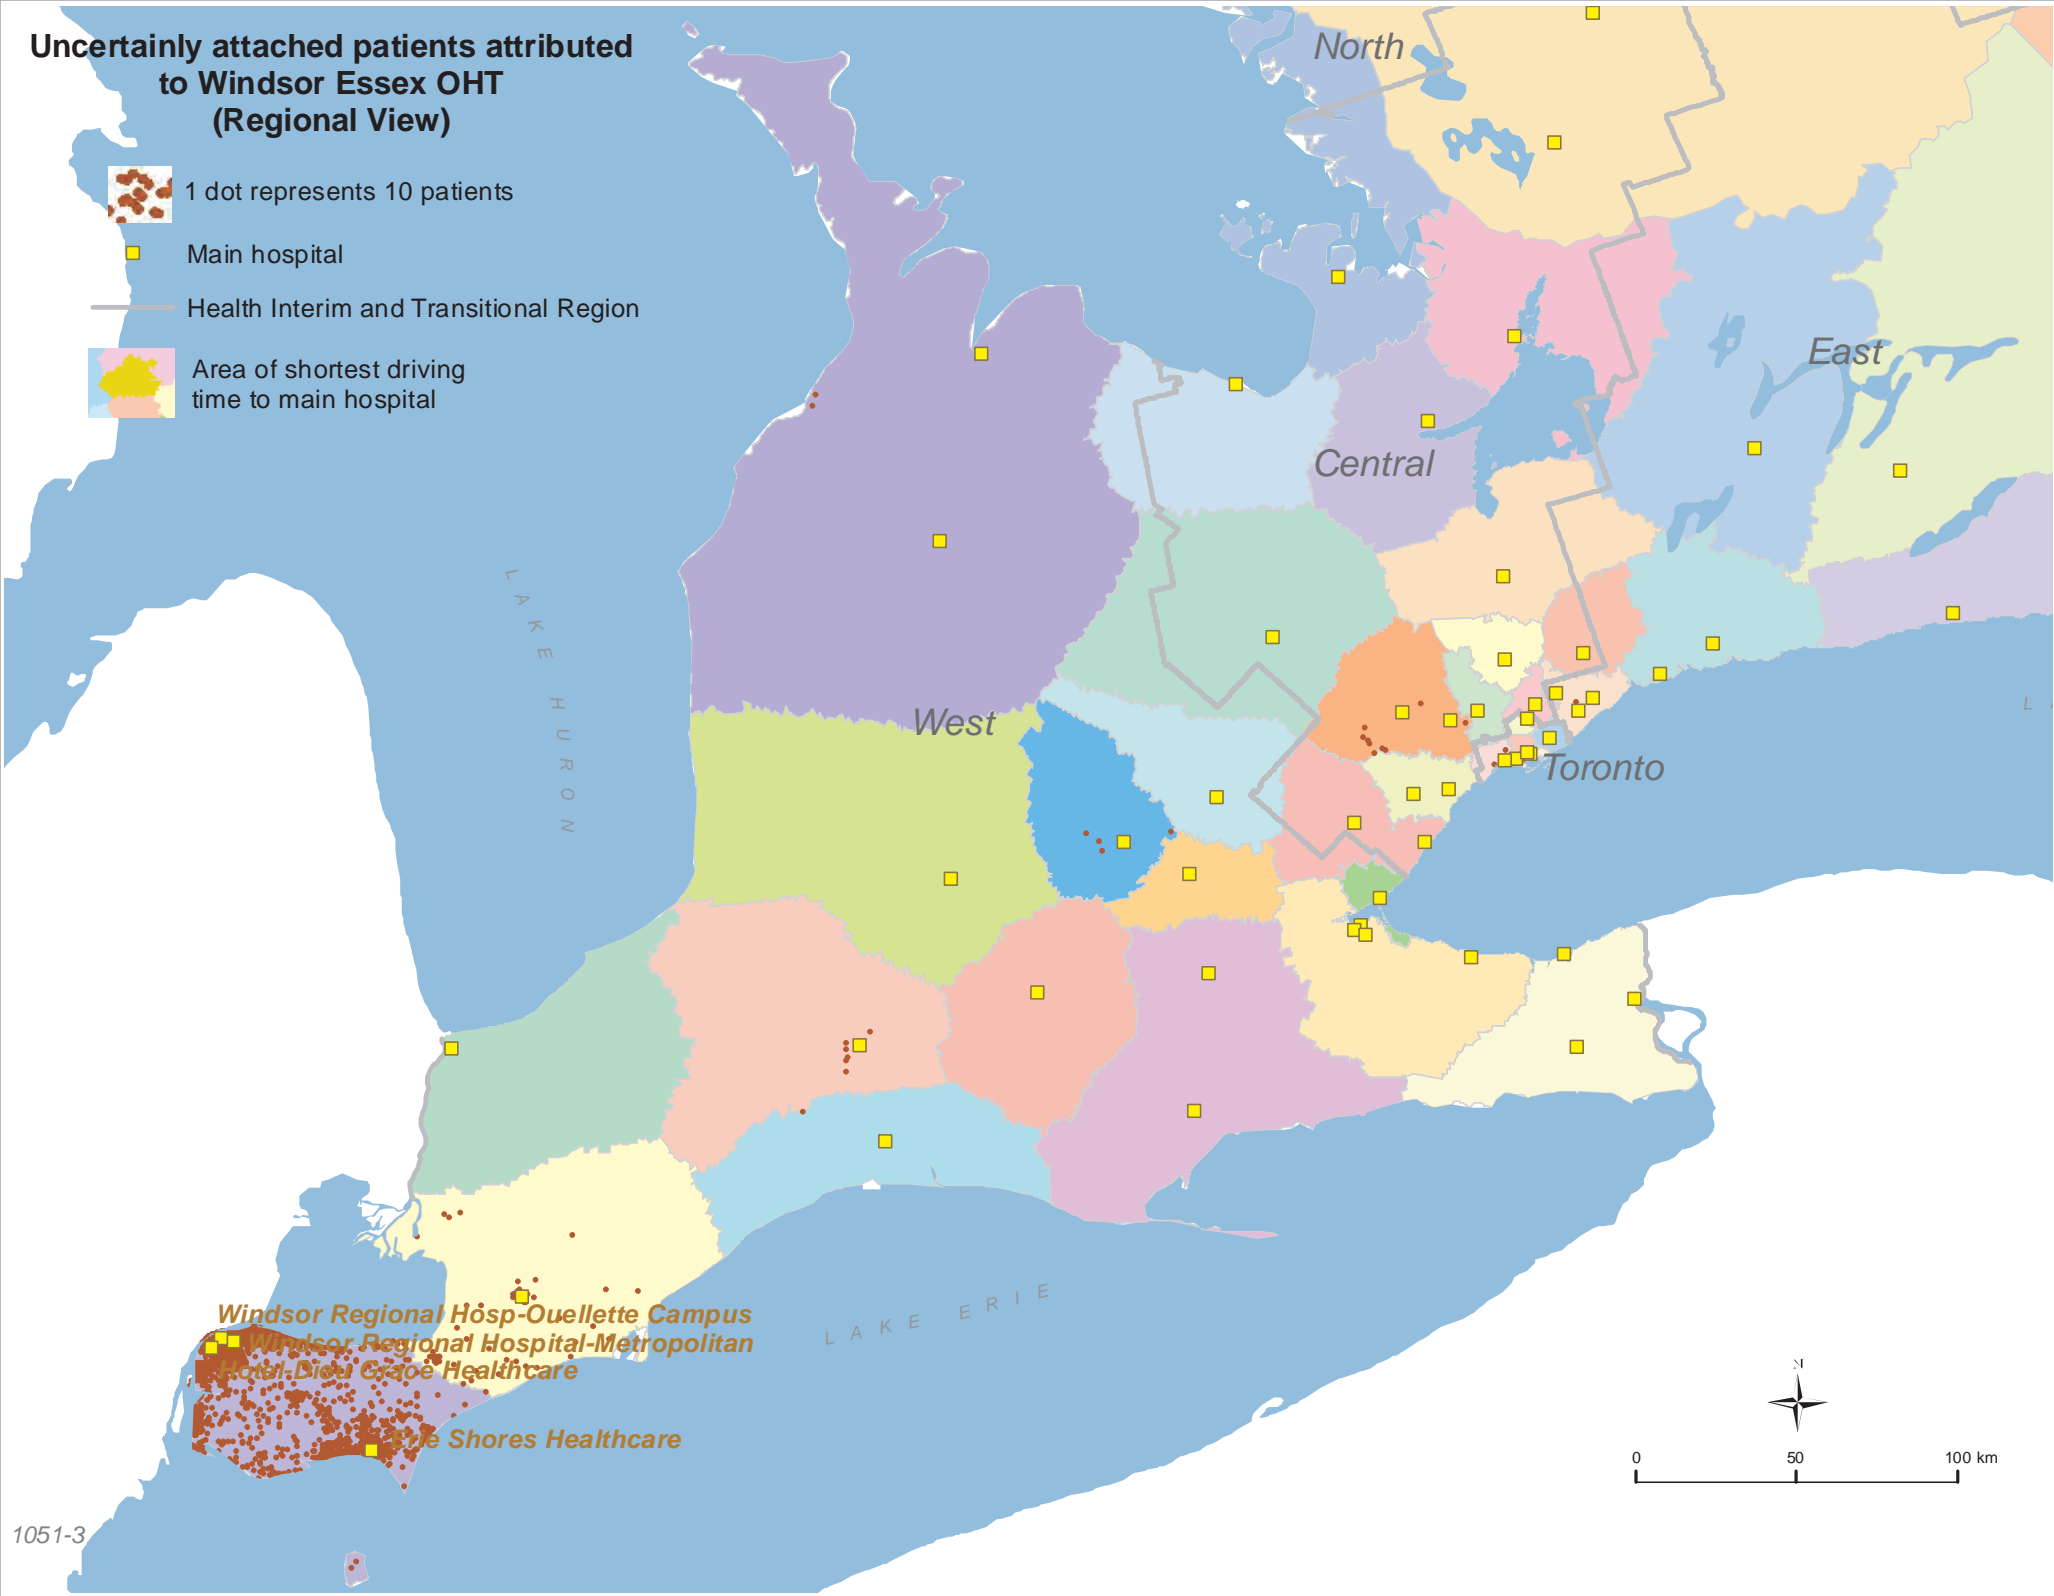 Uncertainly attached patients attributed
to Windsor Essex OHT
(Regional View)
1 dot represents 10 patients
Main hospital
Health Interim and Transitional Region
Area of shortest driving
time to main hospital
North
East
Central
West
Toronto
LAKE HURON
L A
LAKE ERIE
Windsor Regional Hosp-Ouellette Campus
Windsor Regional Hospital-Metropolitan
Hotel-Dieu Grace Healthcare
Erie Shores Healthcare
N
0 50 100 km
1051-3